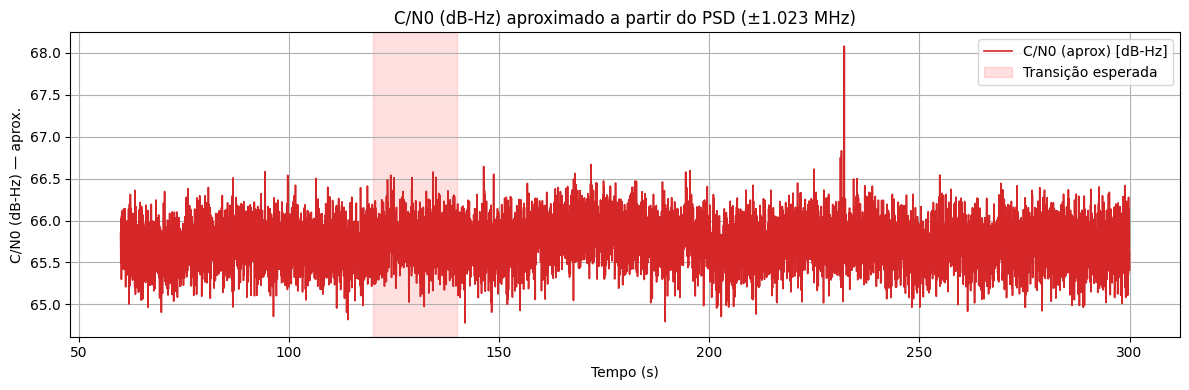 C/N0 (dB-Hz) aproximado a partir do PSD (±1.023 MHz)
C/N0 (dB-Hz) — aprox.
68.0
67.5
67.0
66.5
66.0
65.5
65.0
C/N0 (aprox) [dB-Hz]
Transição esperada
50
100
150
200
250
300
Tempo (s)